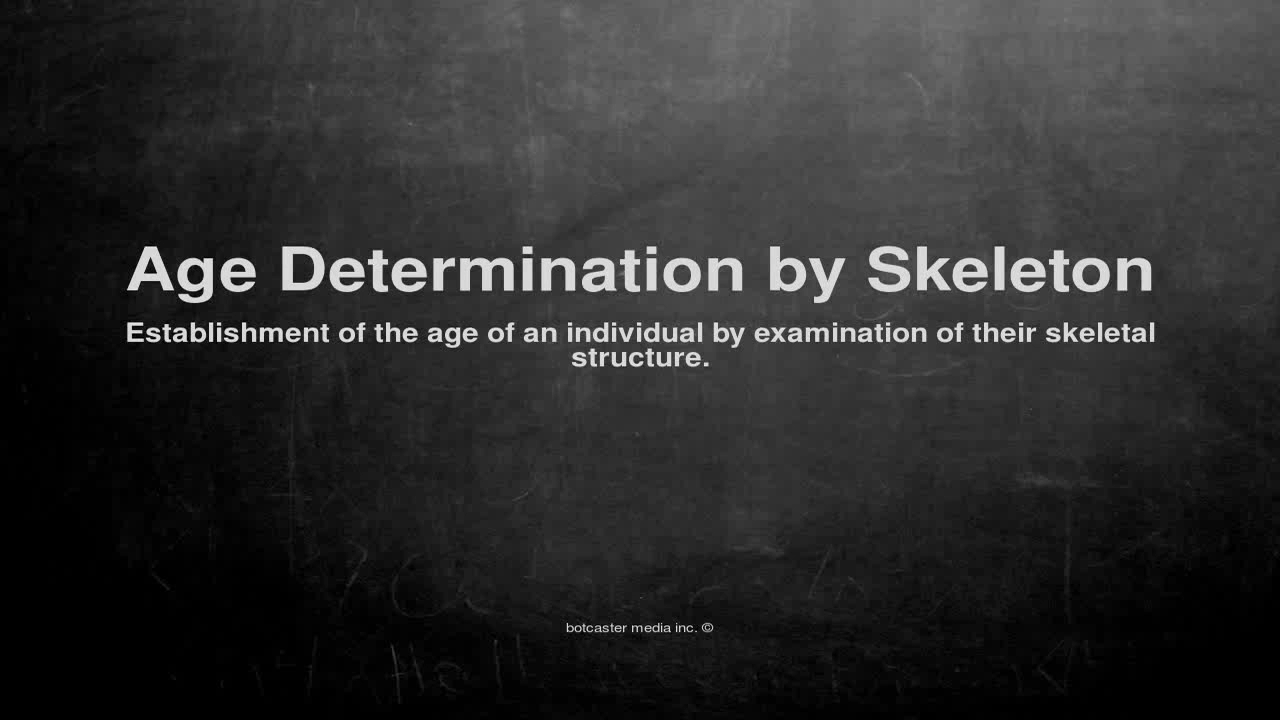 Age Determination by Skeleton
Establishment of the age of an individual by examination of their skeletal
structure.
botcaster media inc. ©